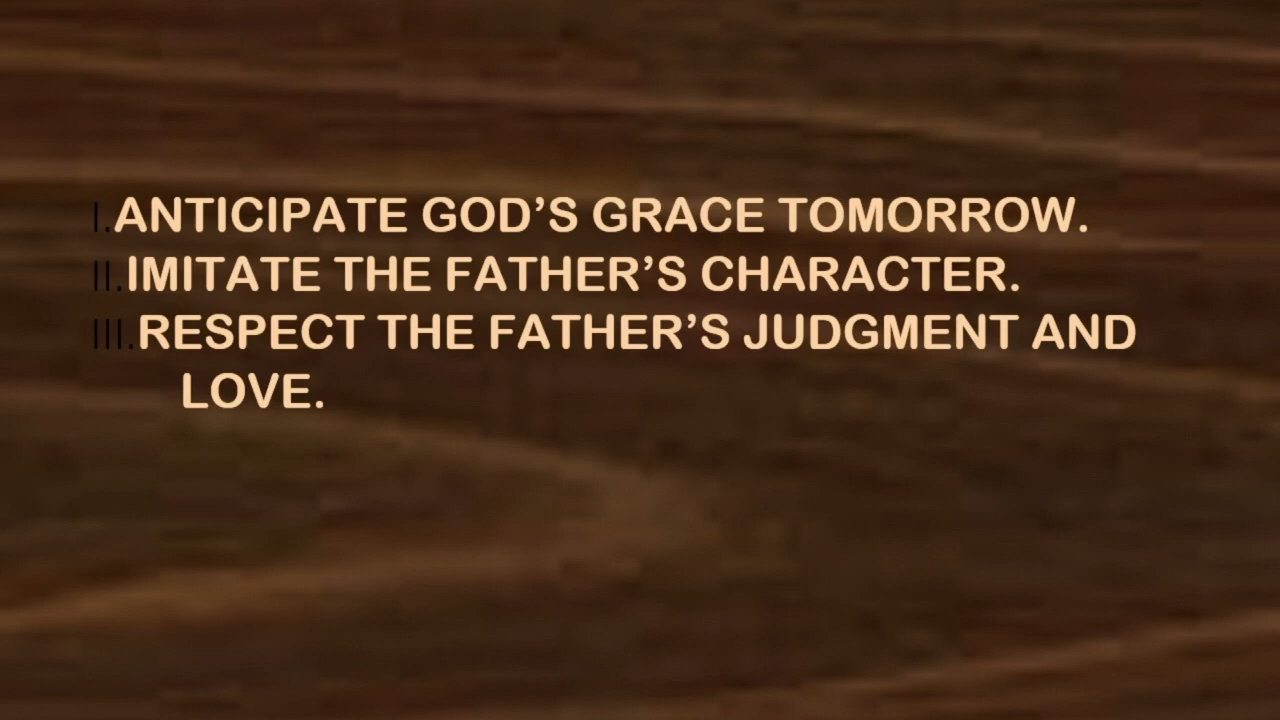 I.ANTICIPATE GOD’S GRACE TOMORROW.
II.IMITATE THE FATHER’S CHARACTER.
III.RESPECT THE FATHER’S JUDGMENT AND
LOVE.